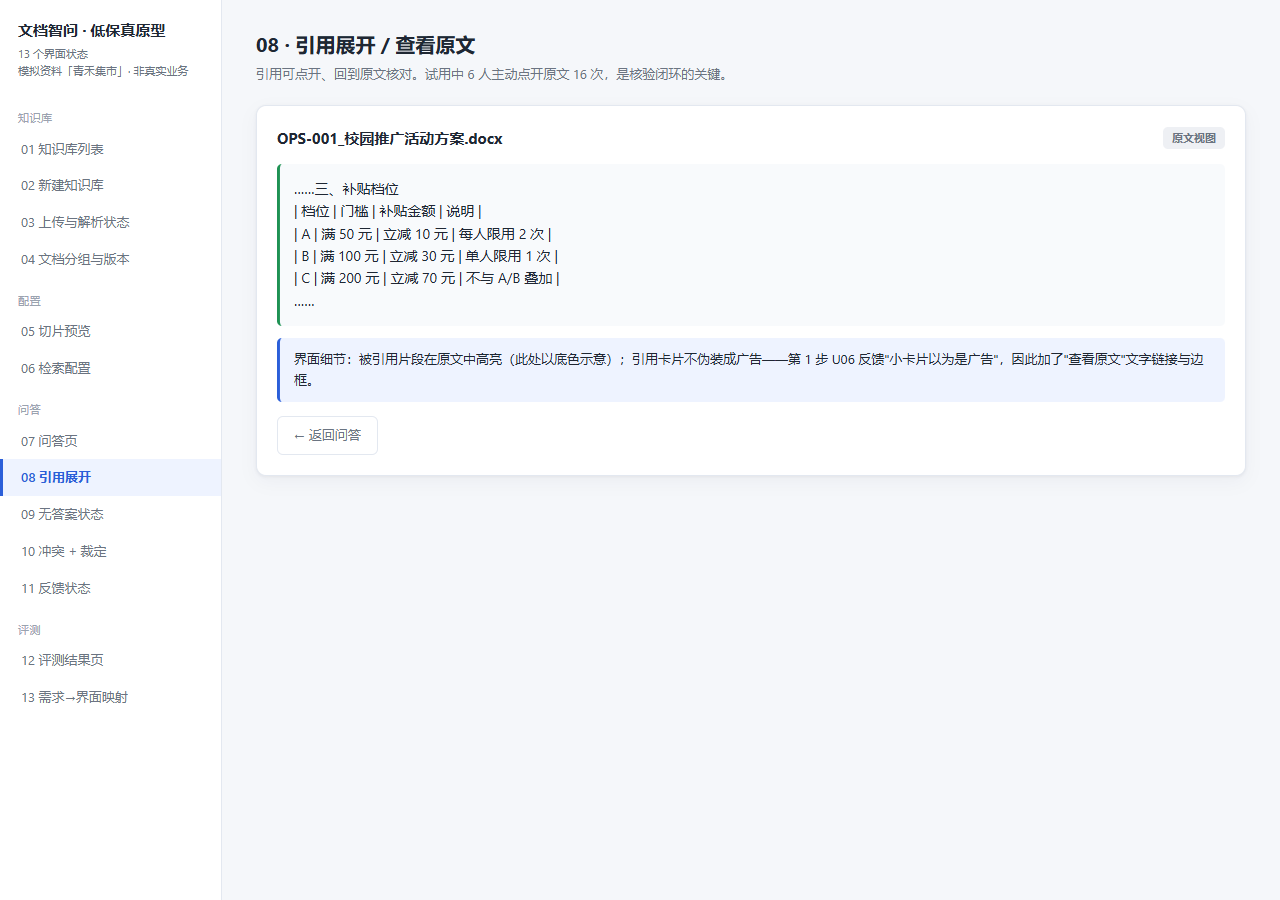 文档智问 · 低保真原型
13 个界面状态
模拟资料「青禾集市」· 非真实业务
知识库
01 知识库列表
02 新建知识库
03 上传与解析状态
04 文档分组与版本
配置
05 切片预览
06 检索配置
问答
07 问答页
08 引用展开
09 无答案状态
10 冲突 + 裁定
11 反馈状态
评测
12 评测结果页
13 需求→界面映射
08 · 引用展开 / 查看原文
引用可点开、回到原文核对。试用中 6 人主动点开原文 16 次，是核验闭环的关键。
OPS-001_校园推广活动方案.docx
原文视图
……三、补贴档位
| 档位 | 门槛 | 补贴金额 | 说明 |
| A | 满 50 元 | 立减 10 元 | 每人限用 2 次 |
| B | 满 100 元 | 立减 30 元 | 单人限用 1 次 |
| C | 满 200 元 | 立减 70 元 | 不与 A/B 叠加 |
……
界面细节：被引用片段在原文中高亮（此处以底色示意）；引用卡片不伪装成广告——第 1 步 U06 反馈"小卡片以为是广告"，因此加了"查看原文"文字链接与边
框。
← 返回问答